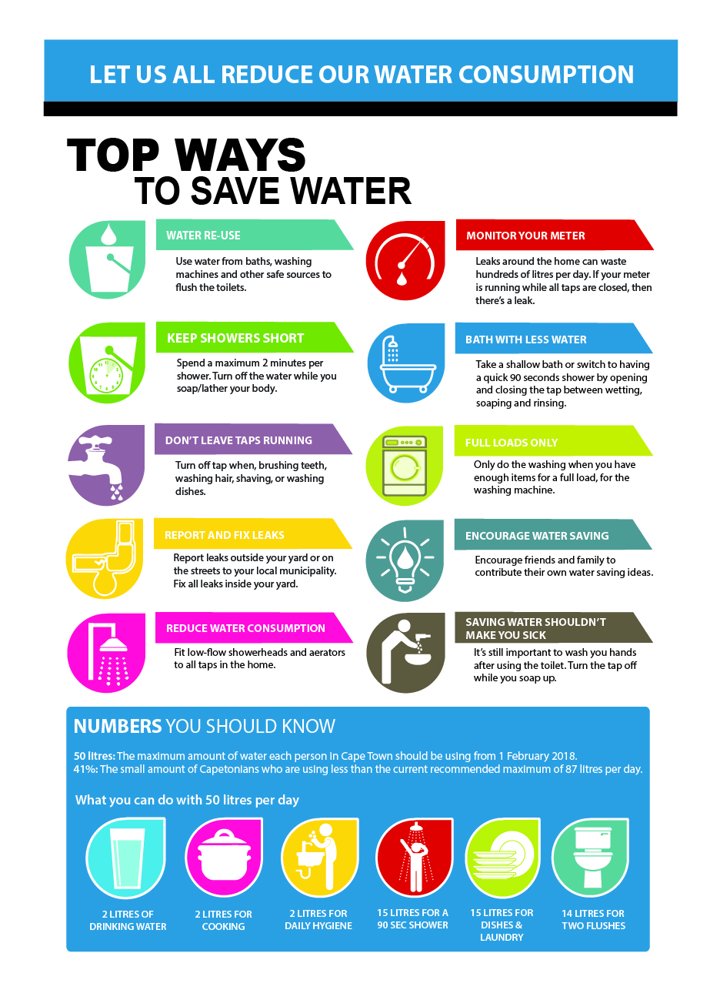 LET US ALL REDUCE OUR WATER CONSUMPTION
TOP WAYS
TO SAVE WATER
WATER RE-USE
Use water from baths, washing
machines and other safe sources to
flush the toilets.
MONITOR YOUR METER
Leaks around the home can waste
hundreds of litres per day. If your meter
is running while all taps are closed, then
there's a leak.
KEEP SHOWERS SHORT
Spend a maximum 2 minutes per
shower. Turn off the water while you
soap/lather your body.
BATH WITH LESS WATER
Take a shallow bath or switch to having
a quick 90 seconds shower by opening
and closing the tap between wetting,
soaping and rinsing.
DON'T LEAVE TAPS RUNNING
Turn off tap when, brushing teeth,
washing hair, shaving, or washing
dishes.
FULL LOADS ONLY
Only do the washing when you have
enough items for a full load, for the
washing machine.
REPORT AND FIX LEAKS
Report leaks outside your yard or on
the streets to your local municipality.
Fix all leaks inside your yard.
ENCOURAGE WATER SAVING
Encourage friends and family to
contribute their own water saving ideas.
REDUCE WATER CONSUMPTION
Fit low-flow showerheads and aerators
to all taps in the home.
SAVING WATER SHOULDN'T
MAKE YOU SICK
It's still important to wash you hands
after using the toilet. Turn the tap off
while you soap up.
NUMBERS YOU SHOULD KNOW
50 litres: The maximum amount of water each person in Cape Town should be using from 1 February 2018.
41%: The small amount of Capetonians who are using less than the current recommended maximum of 87 litres per day.
What you can do with 50 litres per day
2 LITRES OF
DRINKING WATER
2 LITRES FOR
COOKING
2 LITRES FOR
DAILY HYGIENE
15 LITRES FOR A
90 SEC SHOWER
15 LITRES FOR
DISHES &
LAUNDRY
14 LITRES FOR
TWO FLUSHES